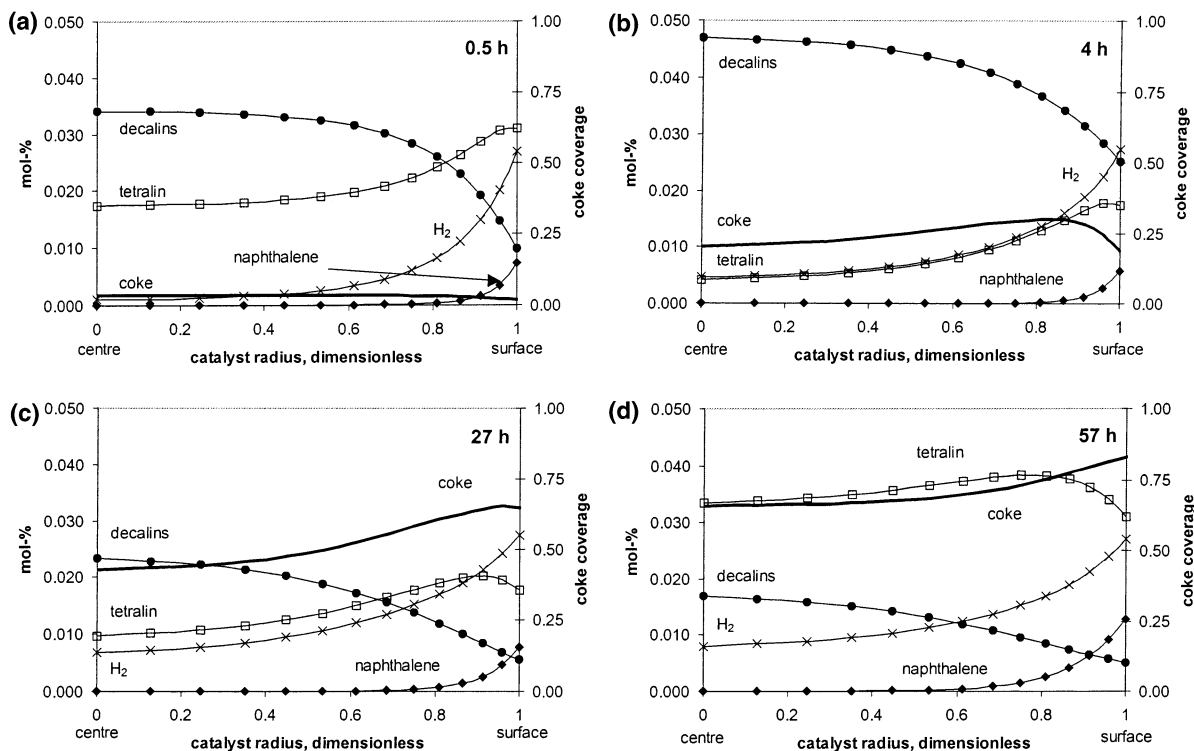 (a)
0.5 h
0.050
0.040
0.030
0.020
0.010
0.000
mol-%
1.00
0.75
0.50
0.25
0.00
coke coverage
decalins
tetralin
H2
naphthalene
coke
0 0.2 0.4 0.6 0.8 1
centre
catalyst radius, dimensionless
surface
(b)
4 h
0.050
0.040
0.030
0.020
0.010
0.000
mol-%
1.00
0.75
0.50
0.25
0.00
coke coverage
decalins
H2
coke
tetralin
naphthalene
0 0.2 0.4 0.6 0.8 1
centre
catalyst radius, dimensionless
surface
(c)
27 h
0.050
0.040
0.030
0.020
0.010
0.000
mol-%
1.00
0.75
0.50
0.25
0.00
coke coverage
coke
decalins
tetralin
H2
naphthalene
0 0.2 0.4 0.6 0.8 1
centre
catalyst radius, dimensionless
surface
(d)
57 h
0.050
0.040
0.030
0.020
0.010
0.000
mol-%
1.00
0.75
0.50
0.25
0.00
coke coverage
tetralin
coke
decalins
H2
naphthalene
0 0.2 0.4 0.6 0.8 1
centre
catalyst radius, dimensionless
surface